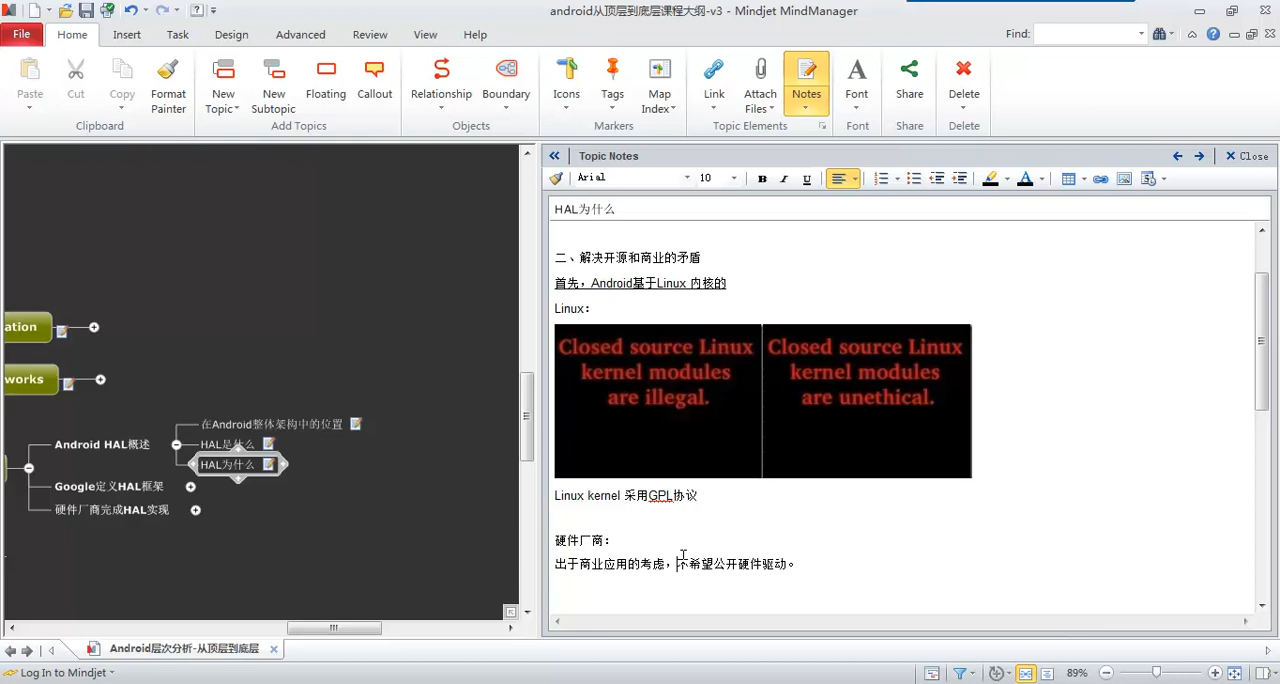 android从顶层到底层课程大纲-v3 - Mindjet MindManager
File Home Insert Task Design Advanced Review View Help Find:
Paste Cut Copy Format Painter
Clipboard
New Topic New Subtopic Floating Callout
Add Topics
Relationship Boundary
Objects
Icons Tags Map Index
Markers
Link Attach Files Notes
Topic Elements
Font
Font
Share
Share
Delete
Delete
ation
works
Android HAL概述
在Android整体架构中的位置
HAL是什么
HAL为什么
Google定义HAL框架
硬件厂商完成HAL实现
Topic Notes
Close
Arial 10 B I U
HAL为什么
二、解决开源和商业的矛盾
首先，Android基于Linux 内核的
Linux：
Closed source Linux
kernel modules
are illegal.
Closed source Linux
kernel modules
are unethical.
Linux kernel 采用GPL协议
硬件厂商：
出于商业应用的考虑，不希望公开硬件驱动。
Android层次分析-从顶层到底层
Log In to Mindjet
89%